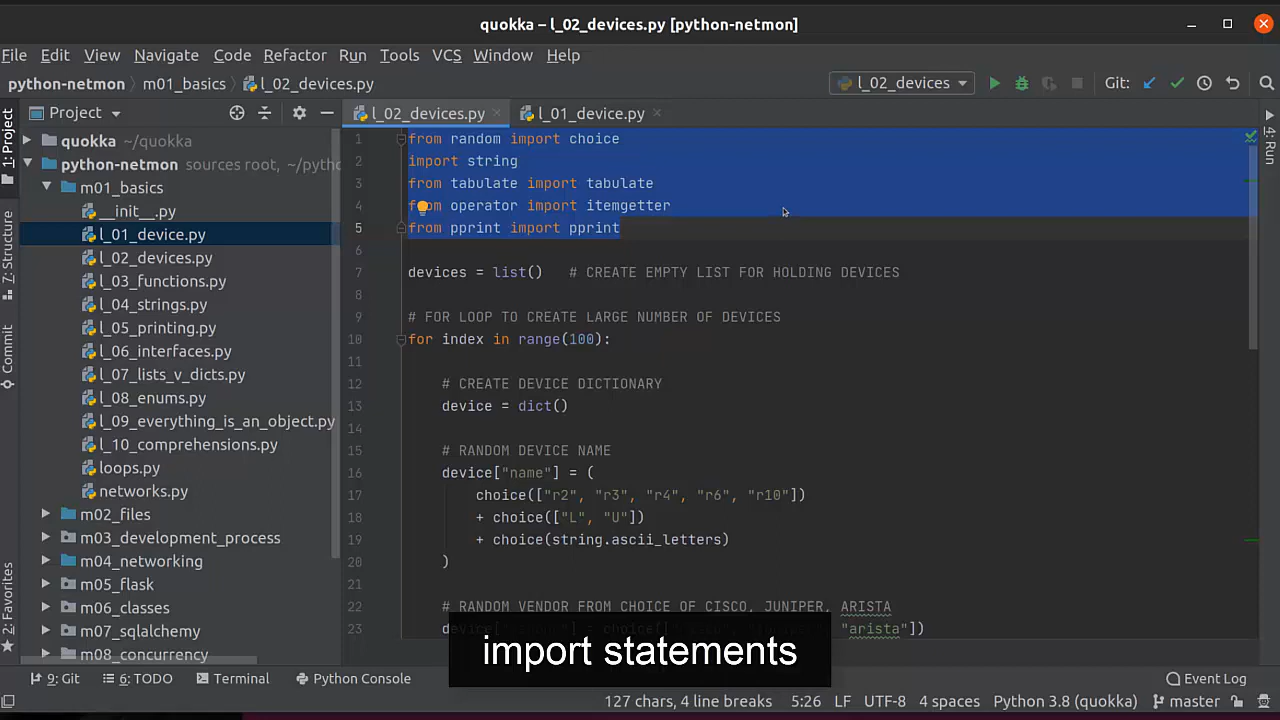 quokka – l_02_devices.py [python-netmon]
File Edit View Navigate Code Refactor Run Tools VCS Window Help
python-netmon m01_basics l_02_devices.py l_02_devices Git:
Project l_02_devices.py l_01_device.py
1: Project
7: Structure
Commit
2: Favorites
4: Run
quokka ~/quokka
python-netmon sources root, ~/pytho
m01_basics
__init__.py
l_01_device.py
l_02_devices.py
l_03_functions.py
l_04_strings.py
l_05_printing.py
l_06_interfaces.py
l_07_lists_v_dicts.py
l_08_enums.py
l_09_everything_is_an_object.py
l_10_comprehensions.py
loops.py
networks.py
m02_files
m03_development_process
m04_networking
m05_flask
m06_classes
m07_sqlalchemy
m08_concurrency
1 from random import choice
2 import string
3 from tabulate import tabulate
4 from operator import itemgetter
5 from pprint import pprint
6
7 devices = list() # CREATE EMPTY LIST FOR HOLDING DEVICES
8
9 # FOR LOOP TO CREATE LARGE NUMBER OF DEVICES
10 for index in range(100):
11
12 # CREATE DEVICE DICTIONARY
13 device = dict()
14
15 # RANDOM DEVICE NAME
16 device["name"] = (
17 choice(["r2", "r3", "r4", "r6", "r10"])
18 + choice(["L", "U"])
19 + choice(string.ascii_letters)
20 )
21
22 # RANDOM VENDOR FROM CHOICE OF CISCO, JUNIPER, ARISTA
23 "arista"])
import statements
9: Git 6: TODO Terminal Python Console Event Log
127 chars, 4 line breaks 5:26 LF UTF-8 4 spaces Python 3.8 (quokka) master